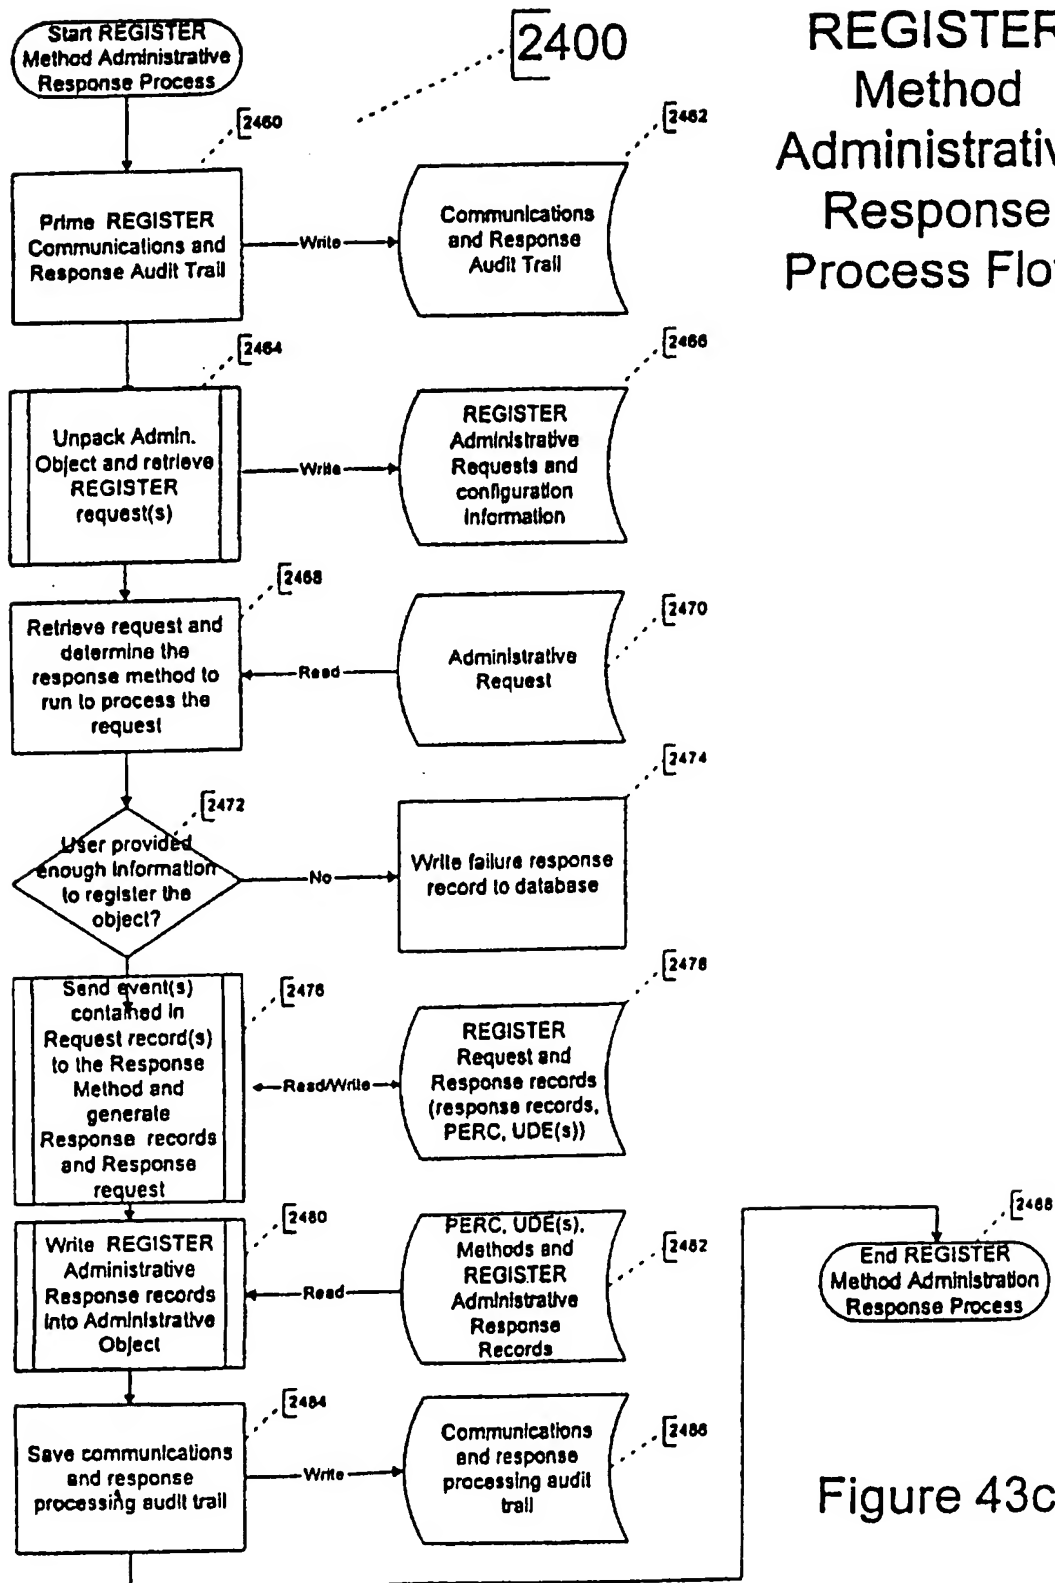 Start REGISTER
Method Administrative
Response Process
2400
REGISTER
Method
Administrativ
Response
Process Flo
2460
Prime REGISTER
Communications and
Response Audit Trail
Write
2462
Communications
and Response
Audit Trail
2464
Unpack Admin.
Object and retrieve
REGISTER
request(s)
Write
2466
REGISTER
Administrative
Requests and
configuration
Information
2468
Retrieve request and
determine the
response method to
run to process the
request
Read
2470
Administrative
Request
2472
User provided
enough information
to register the
object?
No
2474
Write failure response
record to database
2476
Send event(s)
contained in
Request record(s)
to the Response
Method and
generate
Response records
and Response
request
Read/Write
2478
REGISTER
Request and
Response records
(response records,
PERC, UDE(s))
2480
Write REGISTER
Administrative
Response records
into Administrative
Object
Read
2482
PERC, UDE(s),
Methods and
REGISTER
Administrative
Response
Records
2484
Save communications
and response
processing audit trail
Write
2486
Communications
and response
processing audit
trail
2488
End REGISTER
Method Administration
Response Process
Figure 43c